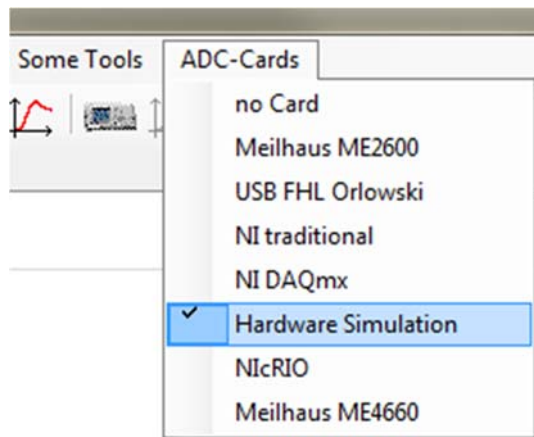 Some Tools ADC-Cards
no Card
Meilhaus ME2600
USB FHL Orlowski
NI traditional
NI DAQmx
Hardware Simulation
NIcRIO
Meilhaus ME4660